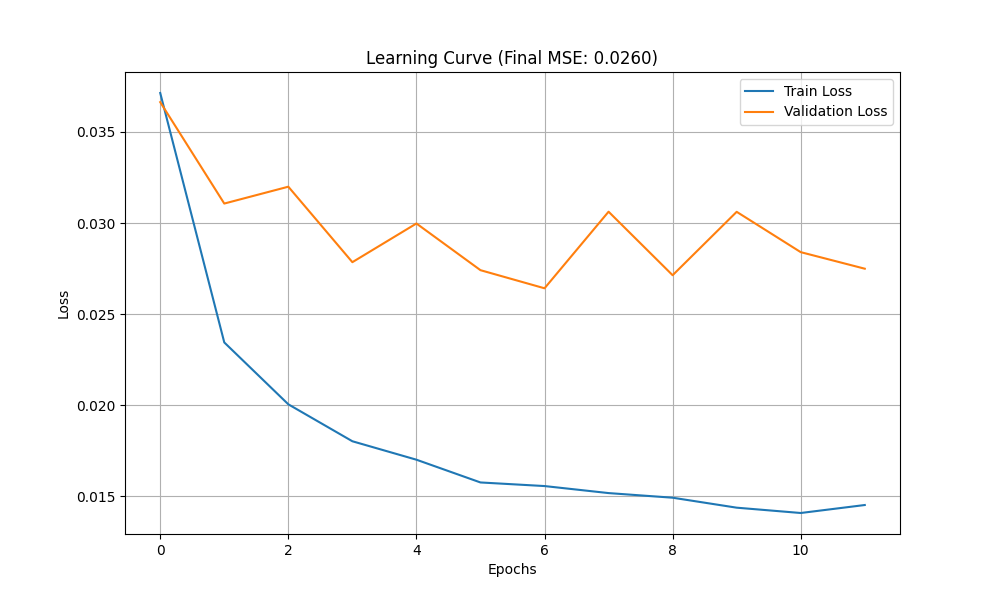 Learning Curve (Final MSE: 0.0260)
Train Loss
Validation Loss
0.035
0.030
0.025
0.020
0.015
Loss
0 2 4 6 8 10
Epochs